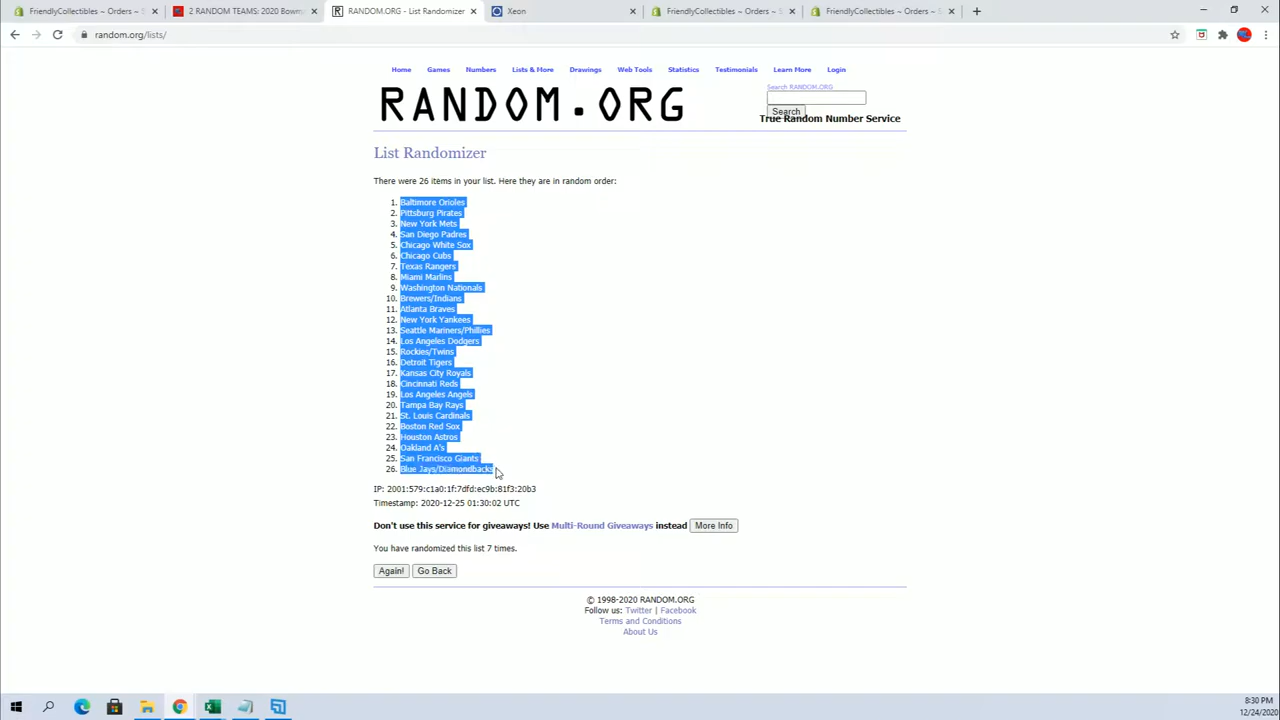 FriendlyCollectibles ~ Orders ~ S
2 RANDOM TEAMS: 2020 Bowm
RANDOM.ORG - List Randomizer
Xeon
FriendlyCollectibles ~ Orders ~ S
FriendlyCollectibles ~ Orders ~ S
random.org/lists/
Home Games Numbers Lists & More Drawings Web Tools Statistics Testimonials Learn More Login
Search RANDOM.ORG
RANDOM.ORG
Search
True Random Number Service
List Randomizer
There were 26 items in your list. Here they are in random order:
1. Baltimore Orioles
2. Pittsburg Pirates
3. New York Mets
4. San Diego Padres
5. Chicago White Sox
6. Chicago Cubs
7. Texas Rangers
8. Miami Marlins
9. Washington Nationals
10. Brewers/Indians
11. Atlanta Braves
12. New York Yankees
13. Seattle Mariners/Phillies
14. Los Angeles Dodgers
15. Rockies/Twins
16. Detroit Tigers
17. Kansas City Royals
18. Cincinnati Reds
19. Los Angeles Angels
20. Tampa Bay Rays
21. St. Louis Cardinals
22. Boston Red Sox
23. Houston Astros
24. Oakland A's
25. San Francisco Giants
26. Blue Jays/Diamondbacks
IP: 2001:579:c1a0:1f:7dfd:ec9b:81f3:20b3
Timestamp: 2020-12-25 01:30:02 UTC
Don't use this service for giveaways! Use Multi-Round Giveaways instead More Info
You have randomized this list 7 times.
Again! Go Back
© 1998-2020 RANDOM.ORG
Follow us: Twitter | Facebook
Terms and Conditions
About Us
8:30 PM
12/24/2020